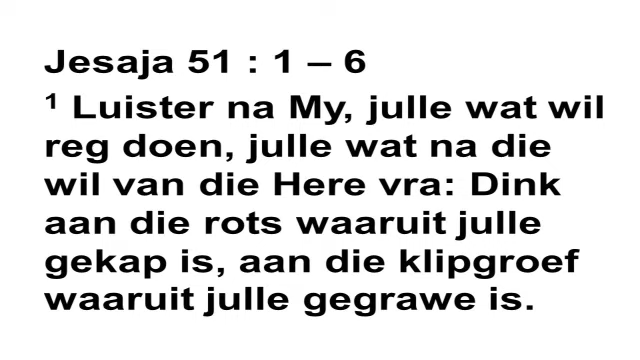 Jesaja 51 : 1 – 6
¹ Luister na My, julle wat wil
reg doen, julle wat na die
wil van die Here vra: Dink
aan die rots waaruit julle
gekap is, aan die klipgroef
waaruit julle gegrawe is.